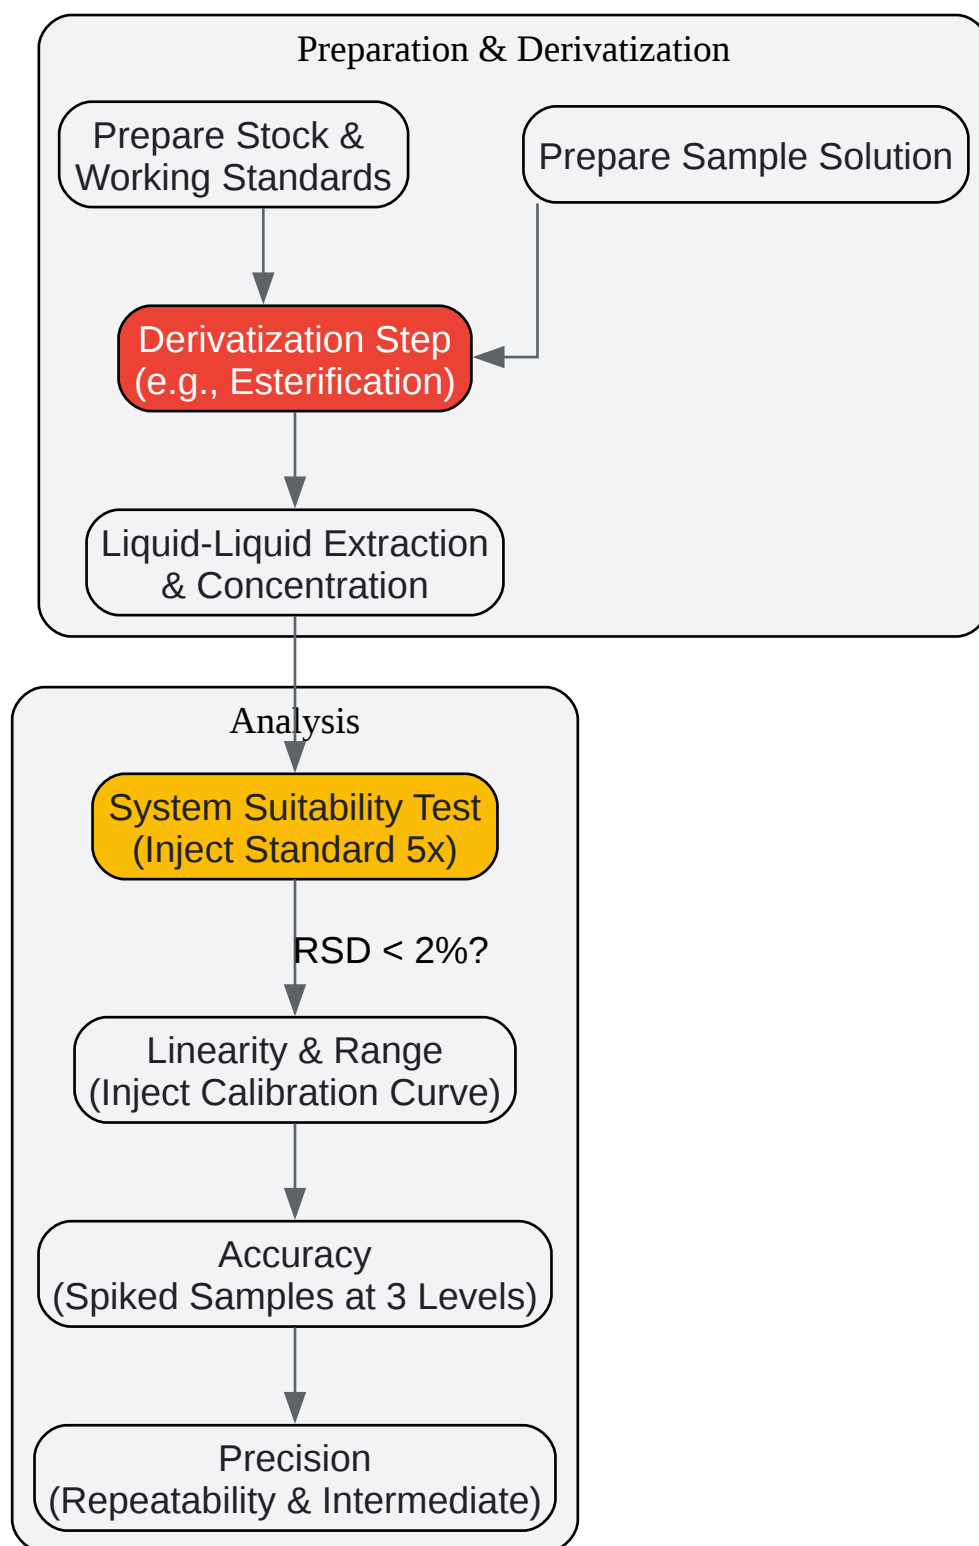 Preparation & Derivatization
Prepare Stock &
Working Standards
Prepare Sample Solution
Derivatization Step
(e.g., Esterification)
Liquid-Liquid Extraction
& Concentration
Analysis
System Suitability Test
(Inject Standard 5x)
RSD < 2%?
Linearity & Range
(Inject Calibration Curve)
Accuracy
(Spiked Samples at 3 Levels)
Precision
(Repeatability & Intermediate)